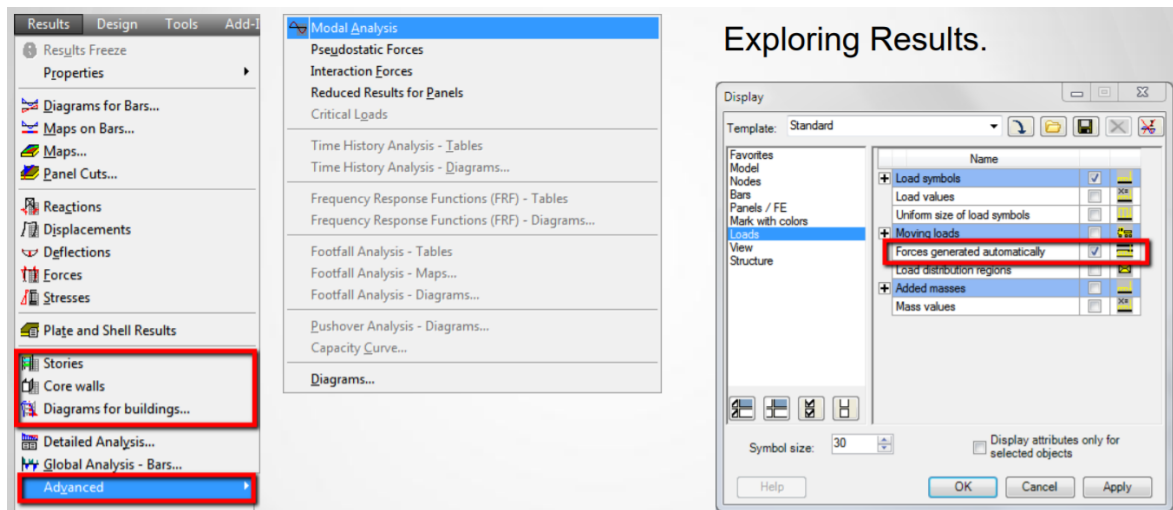 Results Design Tools Add-I
Results Freeze
Properties
Diagrams for Bars...
Maps on Bars...
Maps...
Panel Cuts...
Reactions
Displacements
Deflections
Forces
Stresses
Plate and Shell Results
Stories
Core walls
Diagrams for buildings...
Detailed Analysis...
Global Analysis - Bars...
Advanced
Modal Analysis
Pseudostatic Forces
Interaction Forces
Reduced Results for Panels
Critical Loads
Time History Analysis - Tables
Time History Analysis - Diagrams...
Frequency Response Functions (FRF) - Tables
Frequency Response Functions (FRF) - Diagrams...
Footfall Analysis - Tables
Footfall Analysis - Maps...
Footfall Analysis - Diagrams...
Pushover Analysis - Diagrams...
Capacity Curve...
Diagrams...
Exploring Results.
Display
Template: Standard
Favorites
Model
Nodes
Bars
Panels / FE
Mark with colors
Loads
View
Structure
Name
Load symbols
Load values
Uniform size of load symbols
Moving loads
Forces generated automatically
Load distribution regions
Added masses
Mass values
Symbol size: 30
Display attributes only for
selected objects
Help OK Cancel Apply